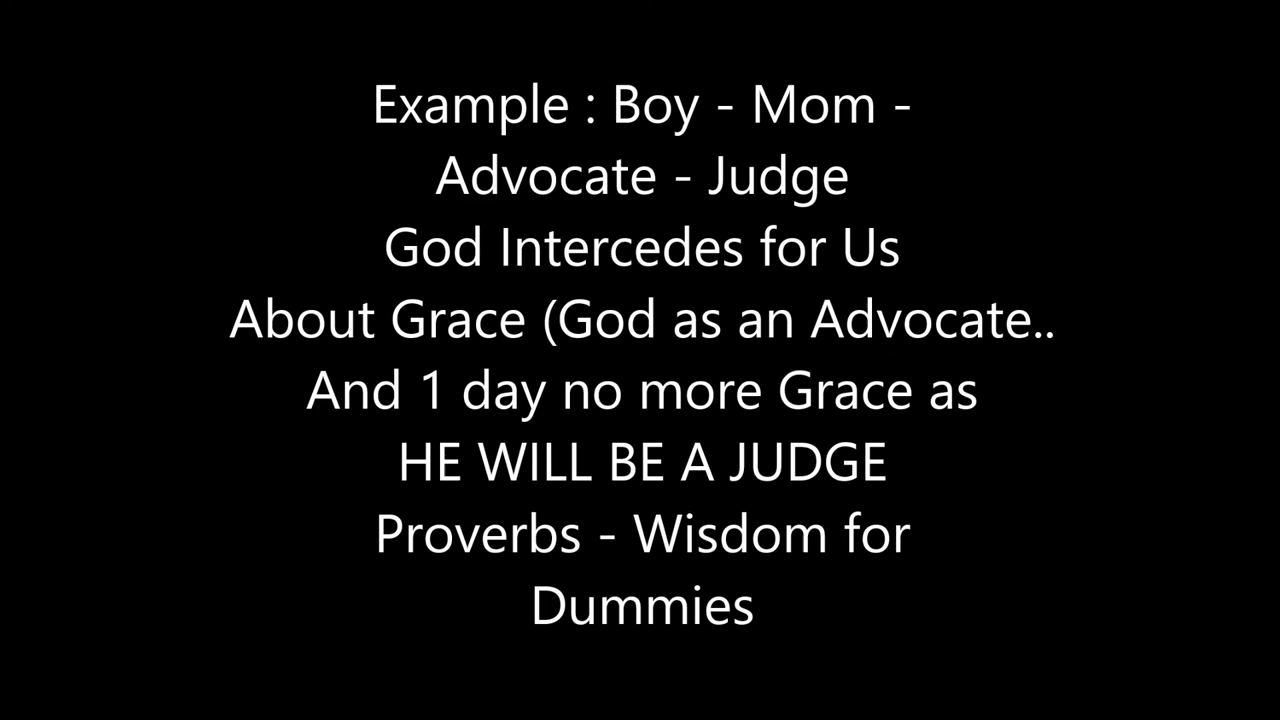 Example : Boy - Mom -
Advocate - Judge
God Intercedes for Us
About Grace (God as an Advocate..
And 1 day no more Grace as
HE WILL BE A JUDGE
Proverbs - Wisdom for
Dummies